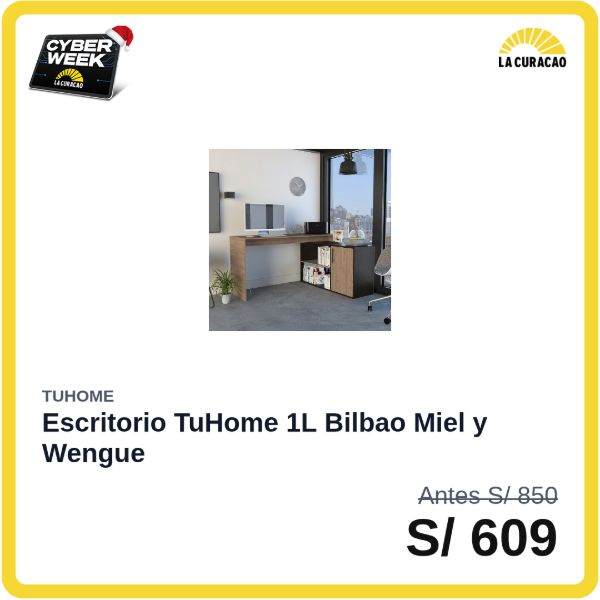 CYBER
WEEK
LA CURACAO
LA CURACAO
TUHOME
Escritorio TuHome 1L Bilbao Miel y
Wengue
Antes S/ 850
S/ 609